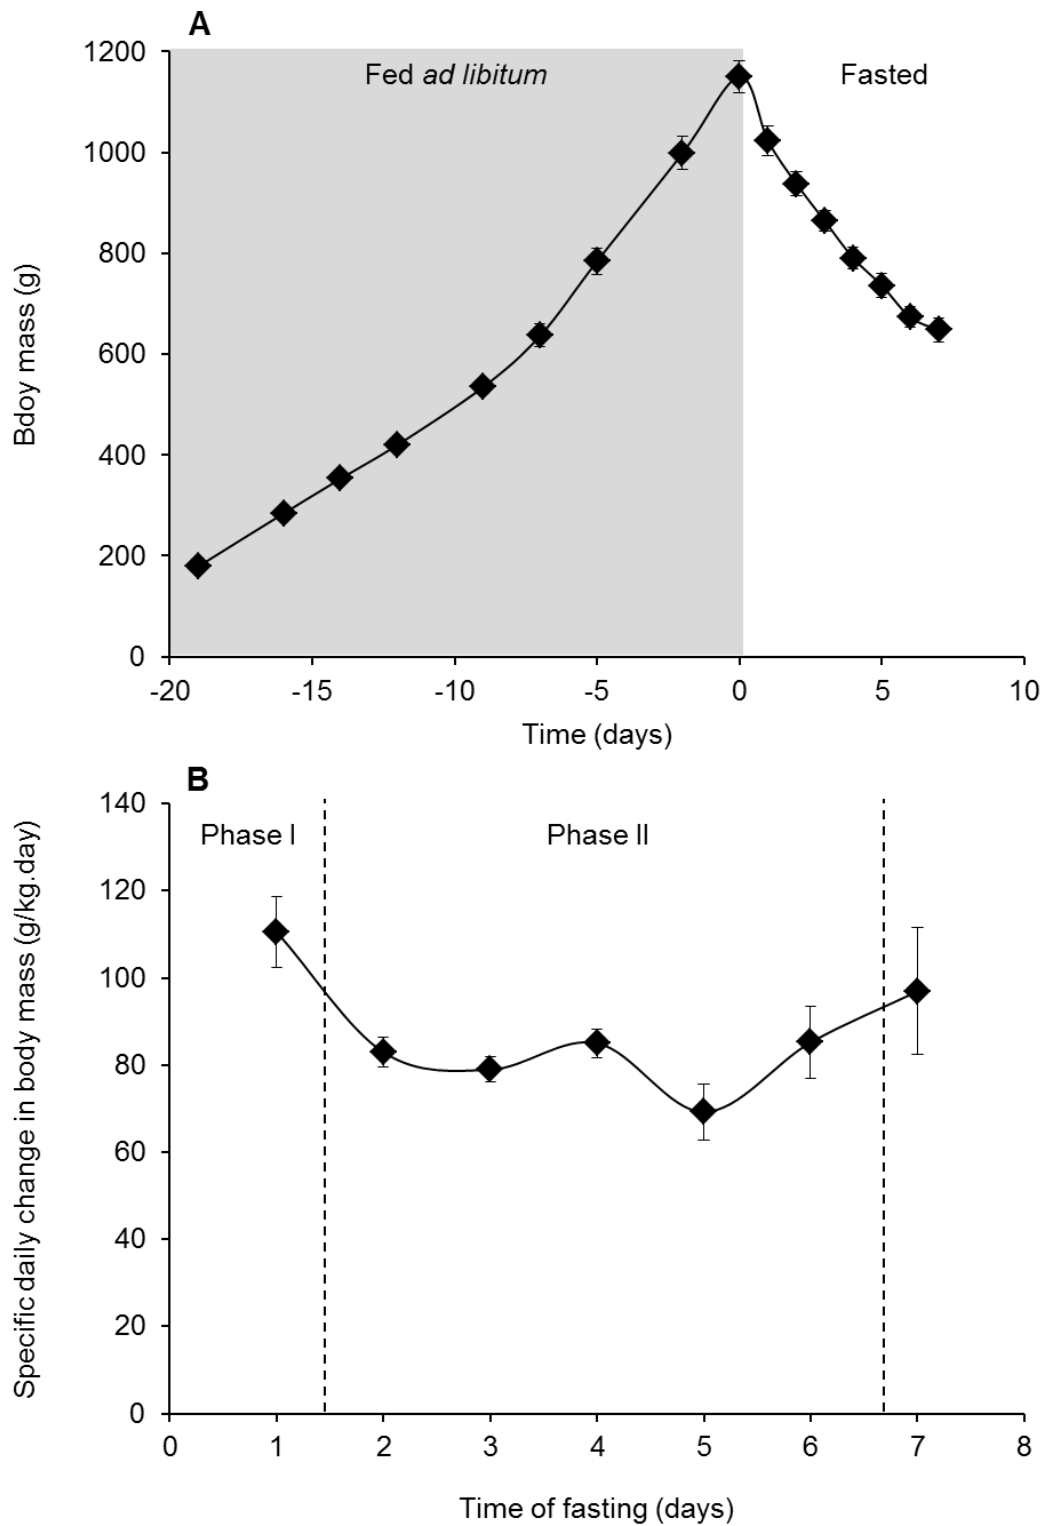 A
1200
1000
800
600
400
200
0
Bdoy mass (g)
Fed ad libitum
Fasted
-20 -15 -10 -5 0 5 10
Time (days)
B
140
120
100
80
60
40
20
0
Specific daily change in body mass (g/kg.day)
Phase I
Phase II
0 1 2 3 4 5 6 7 8
Time of fasting (days)